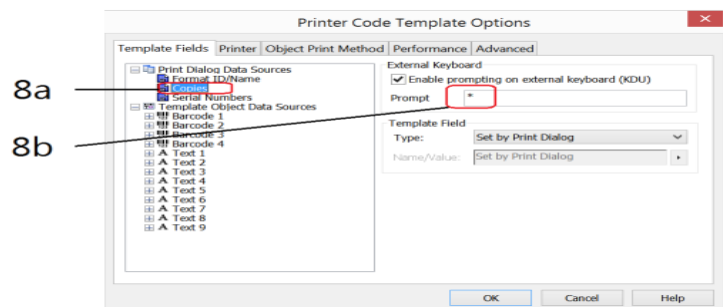 Printer Code Template Options
Template Fields Printer Object Print Method Performance Advanced
Print Dialog Data Sources
Format ID/Name
Copies
Serial Numbers
Template Object Data Sources
Barcode 1
Barcode 2
Barcode 3
Barcode 4
A Text 1
A Text 2
A Text 3
A Text 4
A Text 5
A Text 6
A Text 7
A Text 8
A Text 9
External Keyboard
Enable prompting on external keyboard (KDU)
Prompt *
Template Field
Type: Set by Print Dialog
Name/Value: Set by Print Dialog
OK Cancel Help
8a
8b